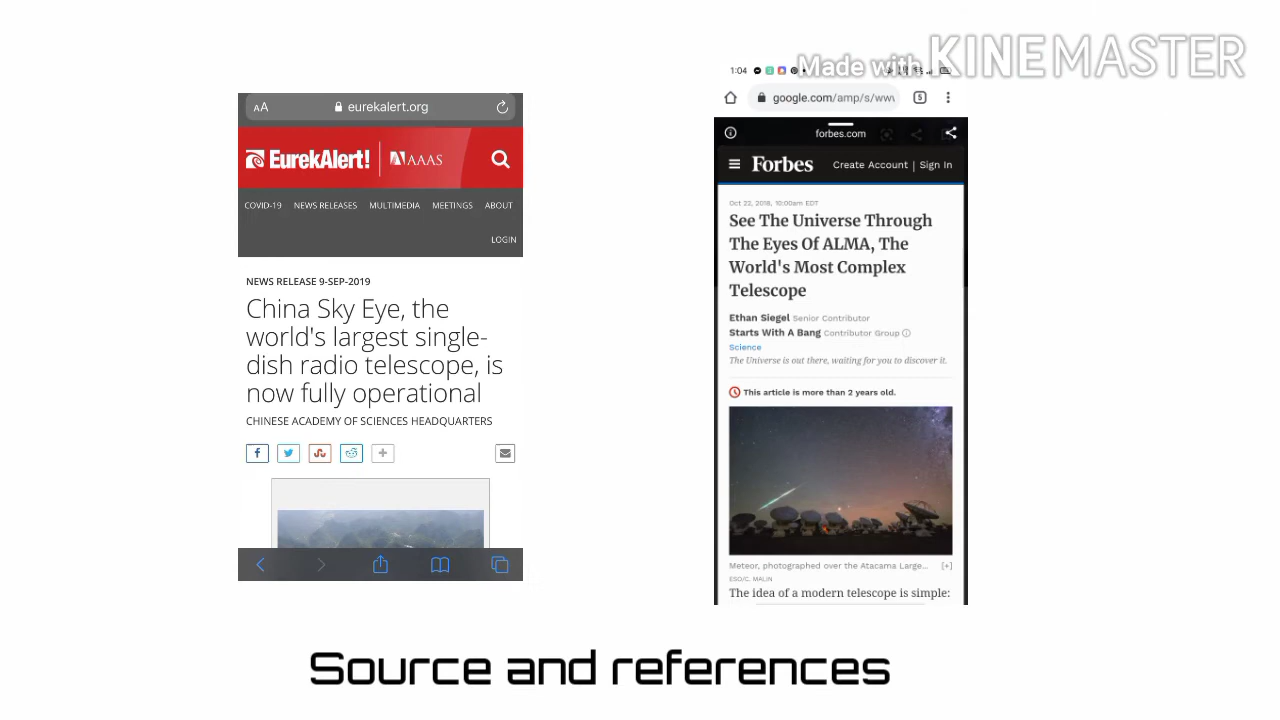 Made with KINEMASTER
AA eurekalert.org
EurekAlert! AAAS
COVID-19 NEWS RELEASES MULTIMEDIA MEETINGS ABOUT
LOGIN
NEWS RELEASE 9-SEP-2019
China Sky Eye, the
world's largest single-
dish radio telescope, is
now fully operational
CHINESE ACADEMY OF SCIENCES HEADQUARTERS
1:04
google.com/amp/s/www
5
forbes.com
Forbes Create Account | Sign In
Oct 22, 2018, 10:00am EDT
See The Universe Through
The Eyes Of ALMA, The
World's Most Complex
Telescope
Ethan Siegel Senior Contributor
Starts With A Bang Contributor Group
Science
The Universe is out there, waiting for you to discover it.
This article is more than 2 years old.
Meteor, photographed over the Atacama Large... [+]
ESO/C. MALIN
The idea of a modern telescope is simple:
Source and references